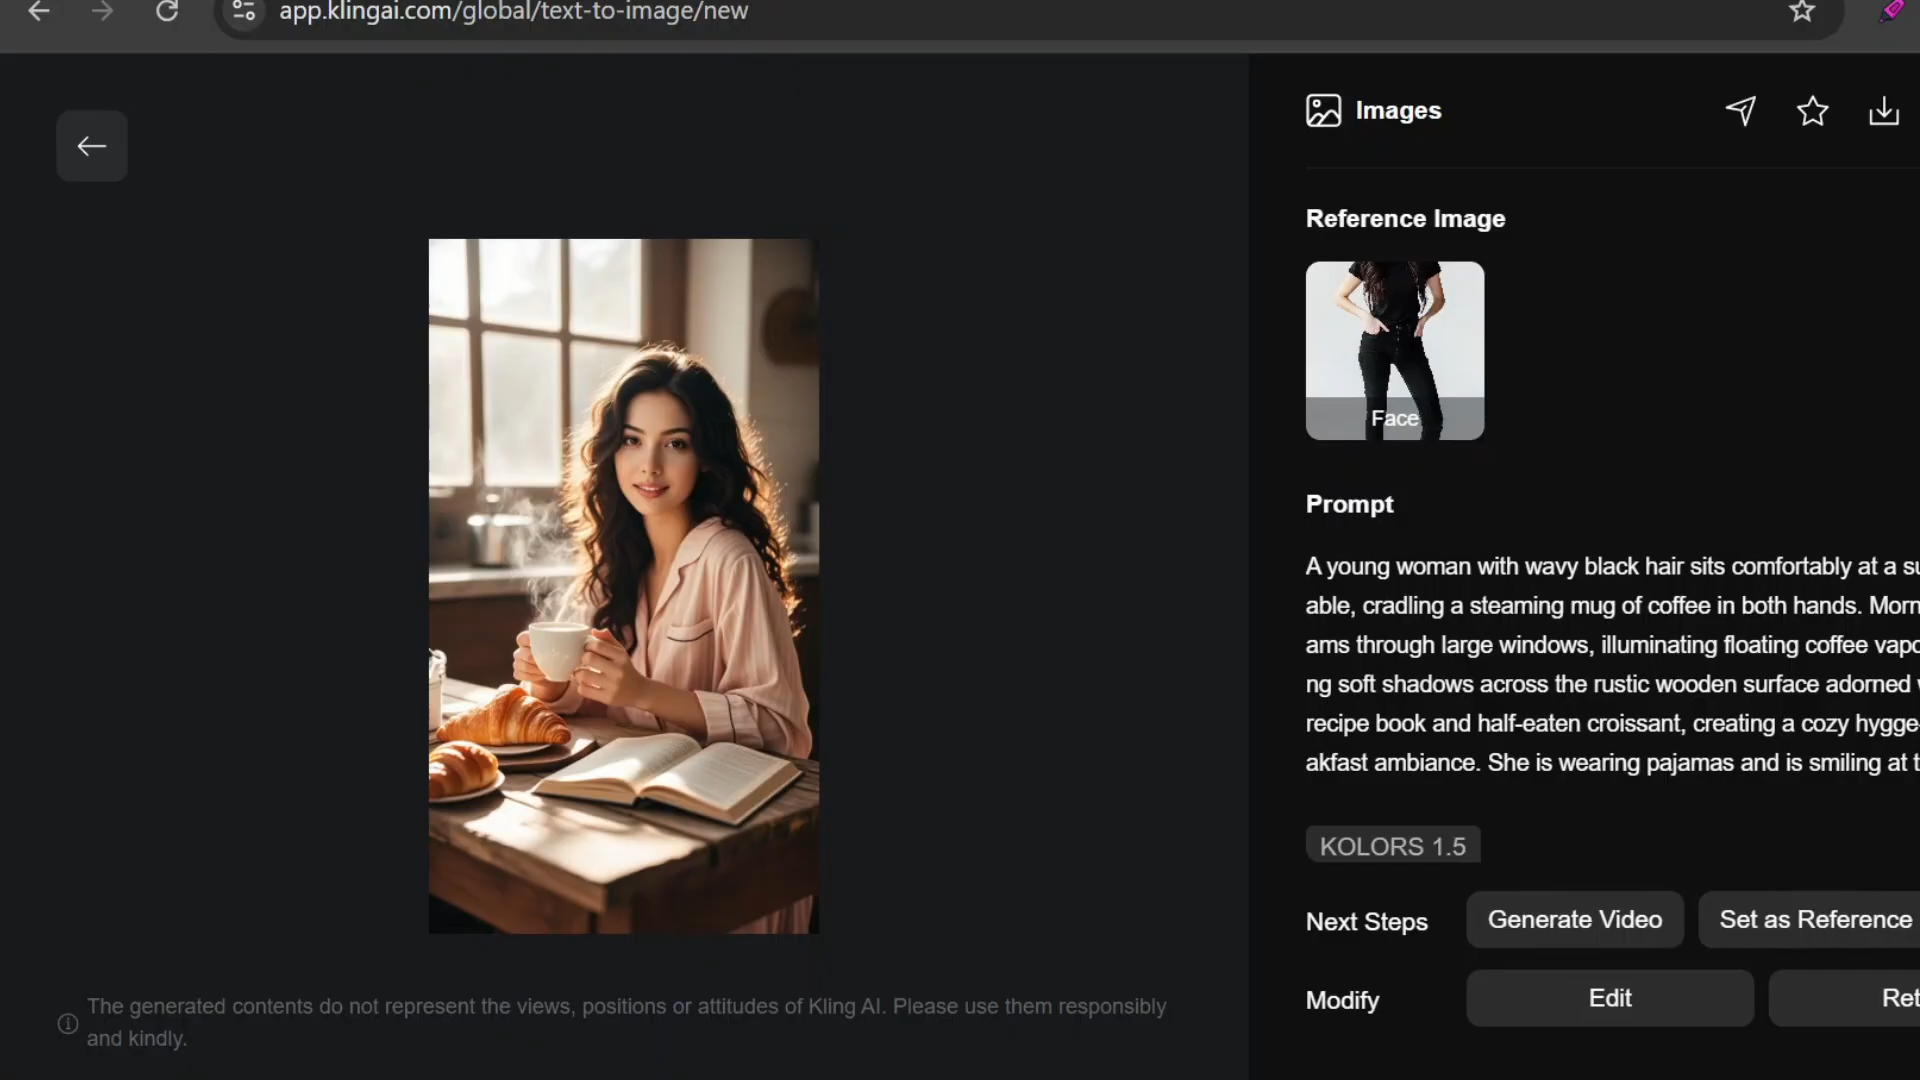 app.klingai.com/global/text-to-image/new
Images
Reference Image
Face
Prompt
A young woman with wavy black hair sits comfortably at a su
able, cradling a steaming mug of coffee in both hands. Morn
ams through large windows, illuminating floating coffee vapo
ng soft shadows across the rustic wooden surface adorned
recipe book and half-eaten croissant, creating a cozy hygge-
akfast ambiance. She is wearing pajamas and is smiling at t
KOLORS 1.5
Next Steps
Generate Video
Set as Reference
Modify
Edit
Ret
The generated contents do not represent the views, positions or attitudes of Kling AI. Please use them responsibly
and kindly.